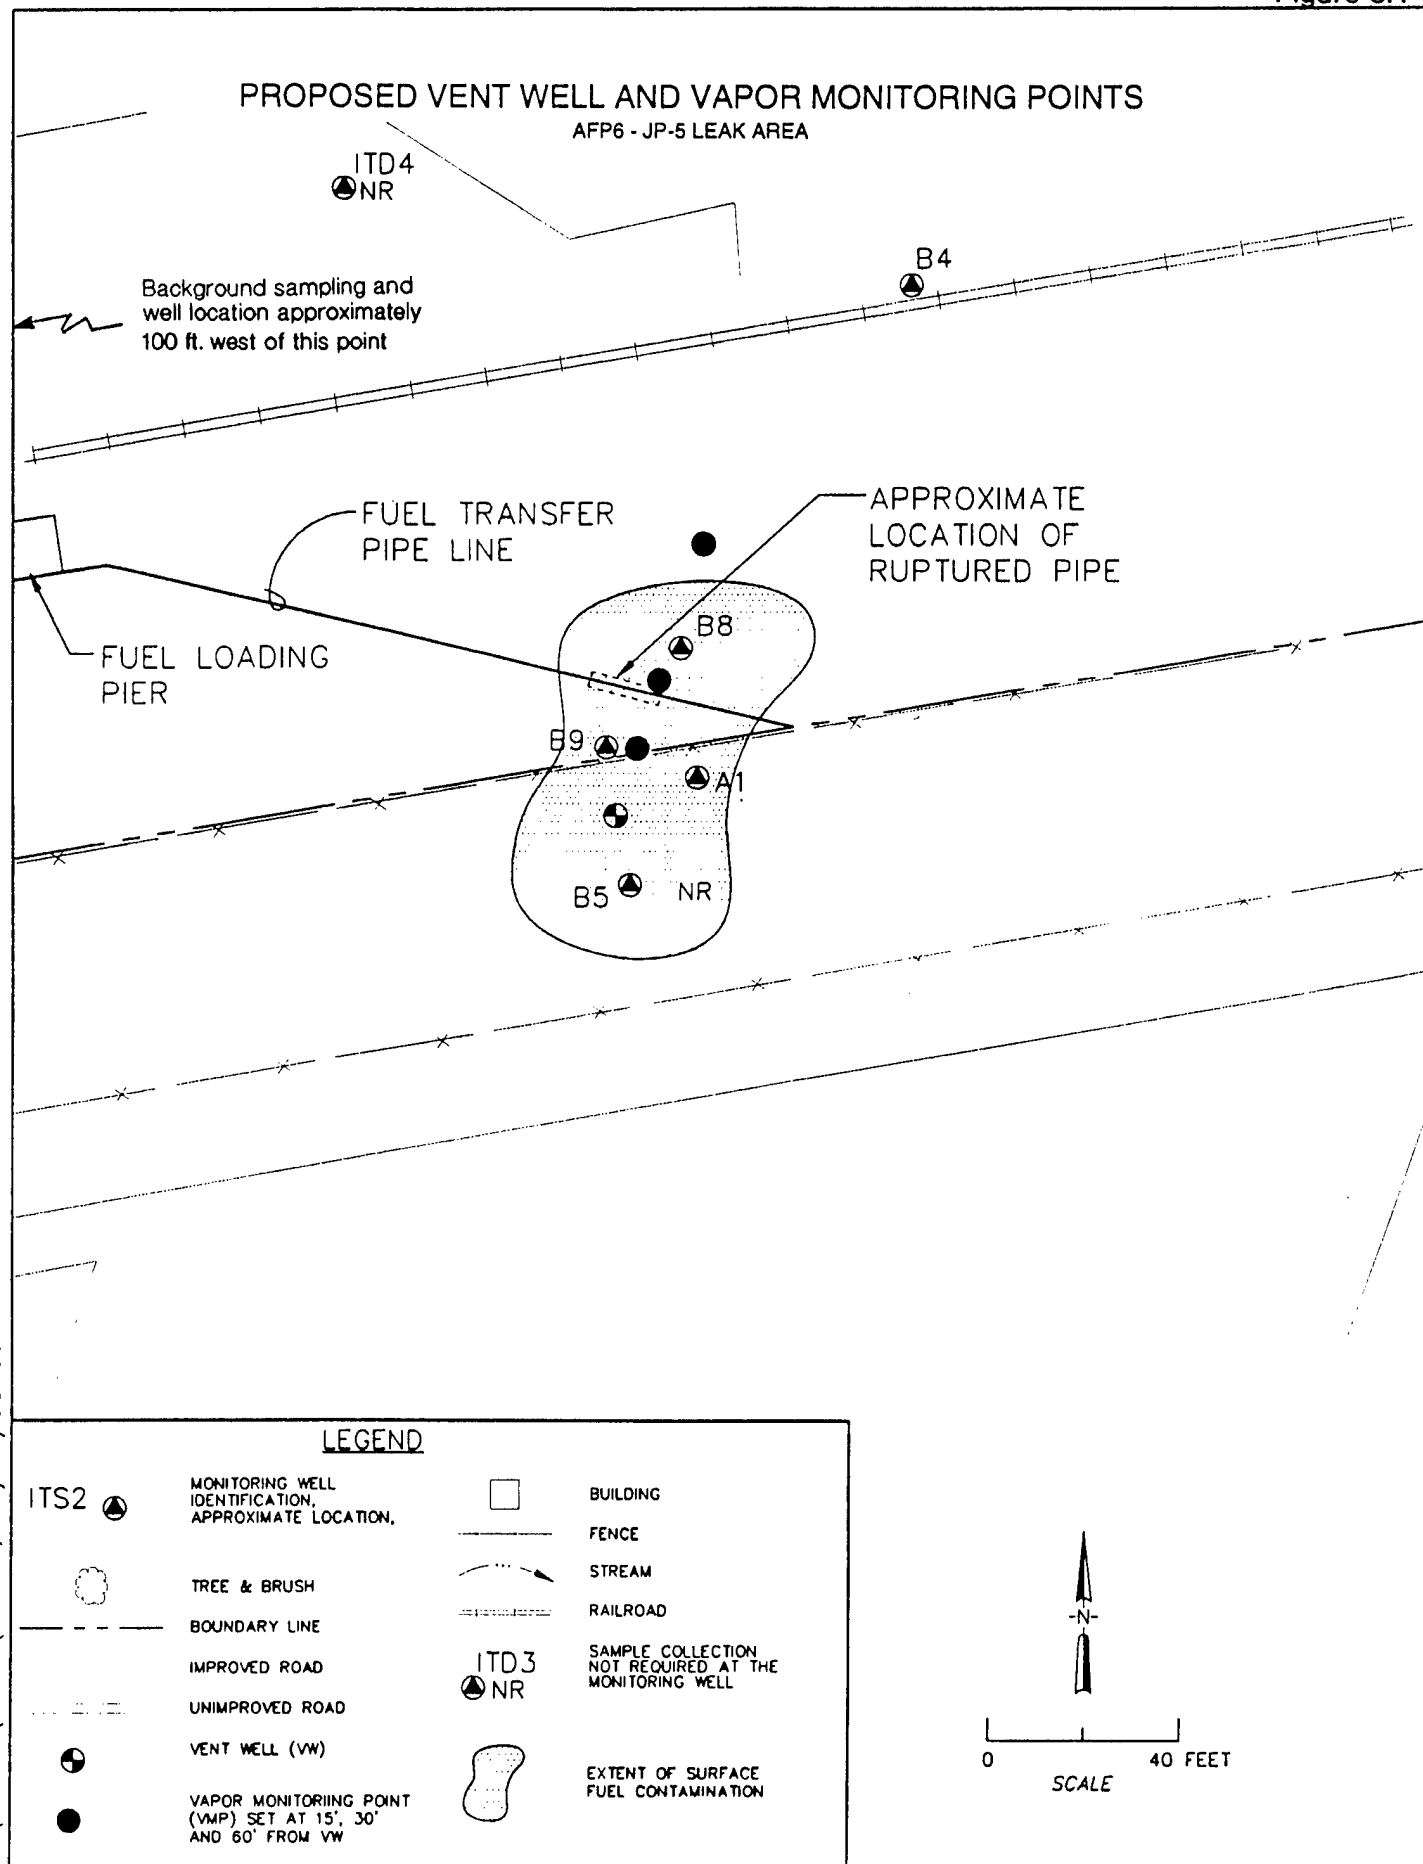 PROPOSED VENT WELL AND VAPOR MONITORING POINTS
AFP6 - JP-5 LEAK AREA
ITD4
NR
B4
Background sampling and
well location approximately
100 ft. west of this point
FUEL TRANSFER
PIPE LINE
APPROXIMATE
LOCATION OF
RUPTURED PIPE
FUEL LOADING
PIER
B8
B9
A1
B5
NR
LEGEND
ITS2
MONITORING WELL
IDENTIFICATION,
APPROXIMATE LOCATION,
TREE & BRUSH
BOUNDARY LINE
IMPROVED ROAD
UNIMPROVED ROAD
VENT WELL (VW)
VAPOR MONITORIING POINT
(VMP) SET AT 15', 30'
AND 60' FROM VW
BUILDING
FENCE
STREAM
RAILROAD
ITD3
NR
SAMPLE COLLECTION
NOT REQUIRED AT THE
MONITORING WELL
EXTENT OF SURFACE
FUEL CONTAMINATION
-N-
0 40 FEET
SCALE